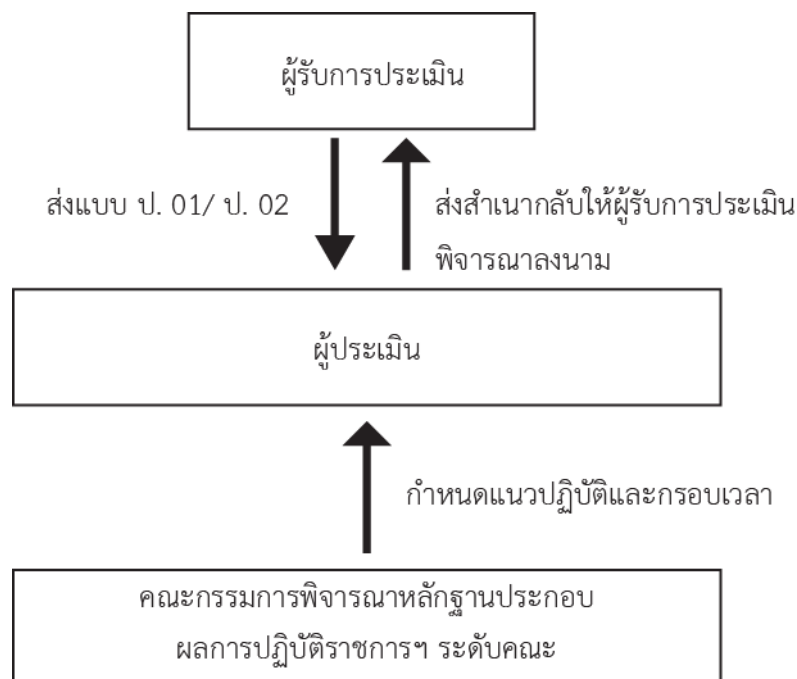 ผู้รับการประเมิน
ส่งแบบ ป. 01/ ป. 02
ส่งสำเนากลับให้ผู้รับการประเมิน
พิจารณาลงนาม
ผู้ประเมิน
กำหนดแนวปฏิบัติและกรอบเวลา
คณะกรรมการพิจารณาหลักฐานประกอบ
ผลการปฏิบัติราชการฯ ระดับคณะ